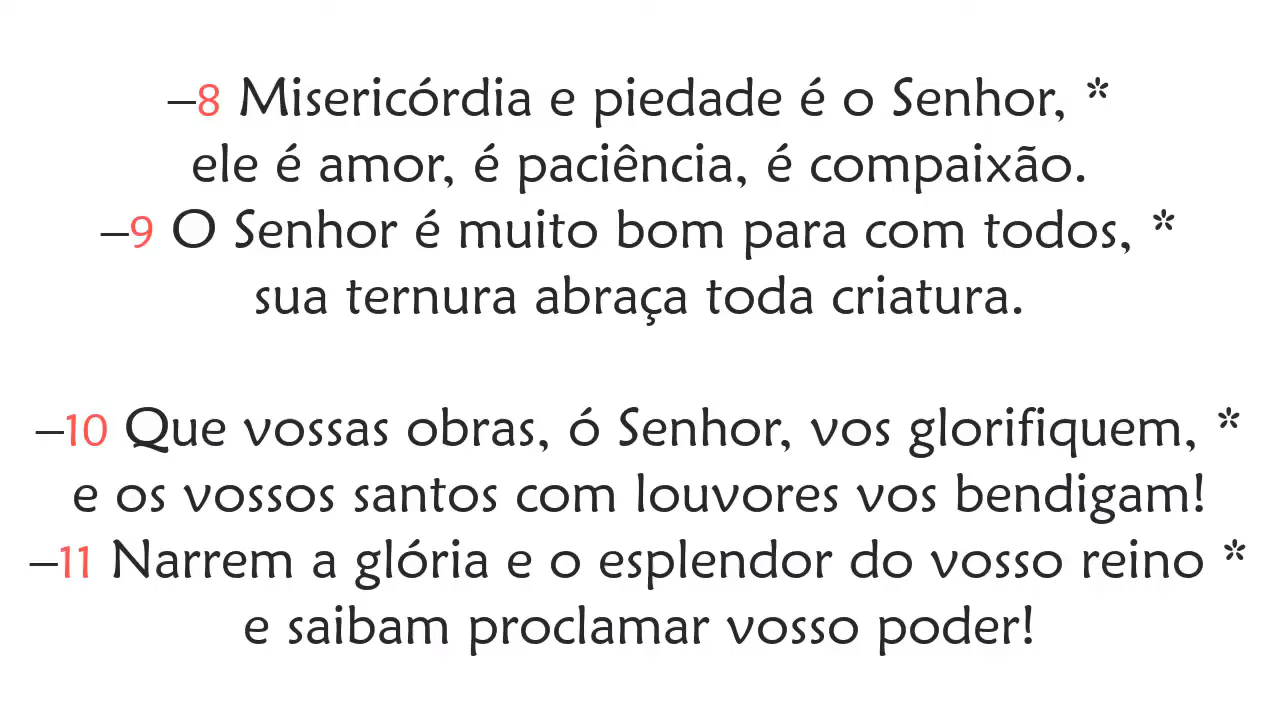 –8 Misericórdia e piedade é o Senhor, *
ele é amor, é paciência, é compaixão.
–9 O Senhor é muito bom para com todos, *
sua ternura abraça toda criatura.
–10 Que vossas obras, ó Senhor, vos glorifiquem, *
e os vossos santos com louvores vos bendigam!
–11 Narrem a glória e o esplendor do vosso reino *
e saibam proclamar vosso poder!